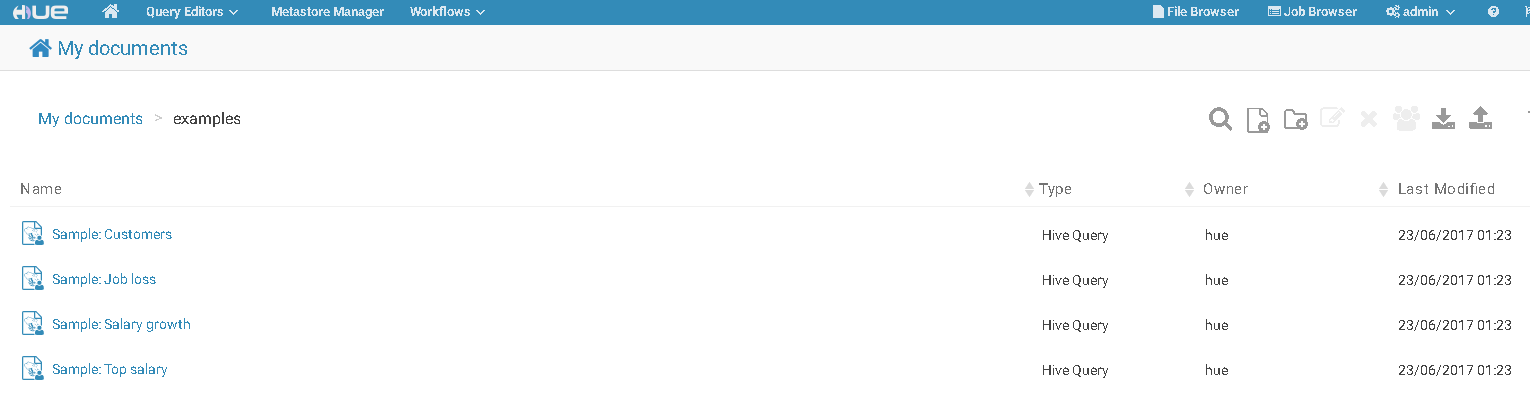 HUE Query Editors Metastore Manager Workflows File Browser Job Browser admin
My documents
My documents > examples
Name Type Owner Last Modified
Sample: Customers Hive Query hue 23/06/2017 01:23
Sample: Job loss Hive Query hue 23/06/2017 01:23
Sample: Salary growth Hive Query hue 23/06/2017 01:23
Sample: Top salary Hive Query hue 23/06/2017 01:23